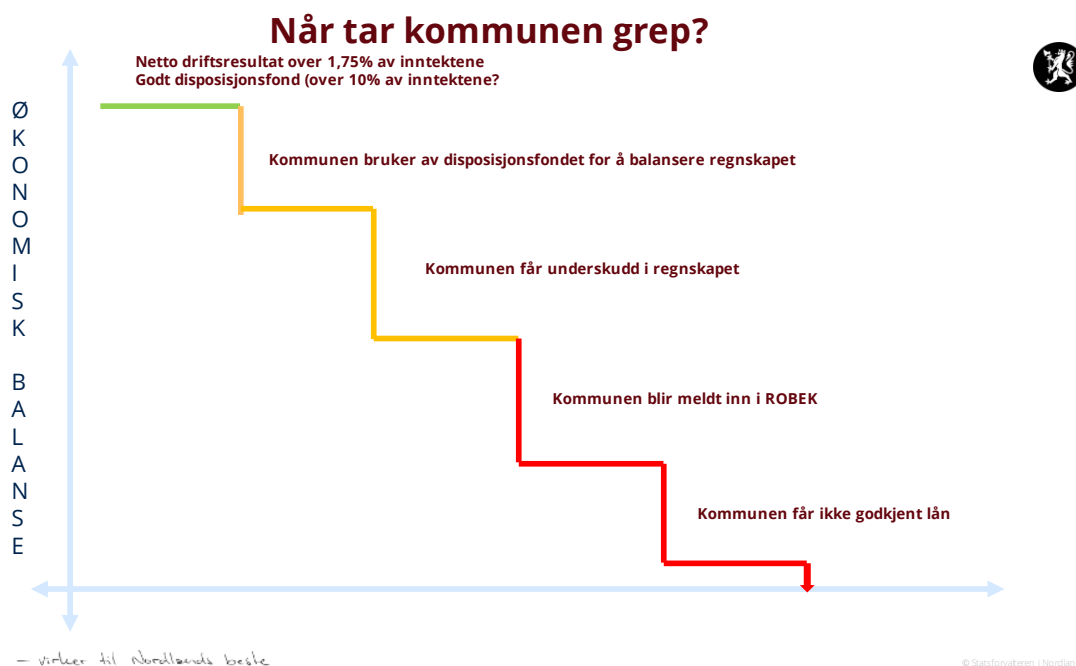 Når tar kommunen grep?
Netto driftsresultat over 1,75% av inntektene
Godt disposisjonsfond (over 10% av inntektene?
ØKONOMISK BALANSE
Kommunen bruker av disposisjonsfondet for å balansere regnskapet
Kommunen får underskudd i regnskapet
Kommunen blir meldt inn i ROBEK
Kommunen får ikke godkjent lån
– virker til Nordlands beste
© Statsforvalteren i Nordlan